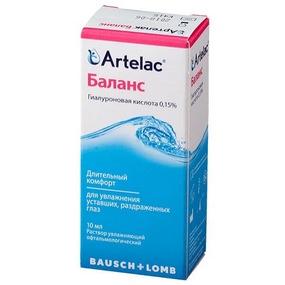 Artelac®
Баланс
Гиалуроновая кислота 0,15%
Длительный
комфорт
для увлажнения
уставших, раздраженных
глаз
10 мл
Раствор увлажняющий
офтальмологический
BAUSCH + LOMB